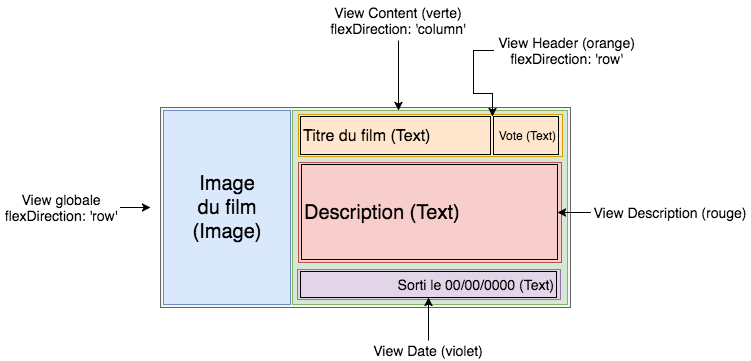 View Content (verte)
flexDirection: 'column'
View Header (orange)
flexDirection: 'row'
Titre du film (Text)
Vote (Text)
Image
du film
(Image)
View globale
flexDirection: 'row'
Description (Text)
View Description (rouge)
Sorti le 00/00/0000 (Text)
View Date (violet)